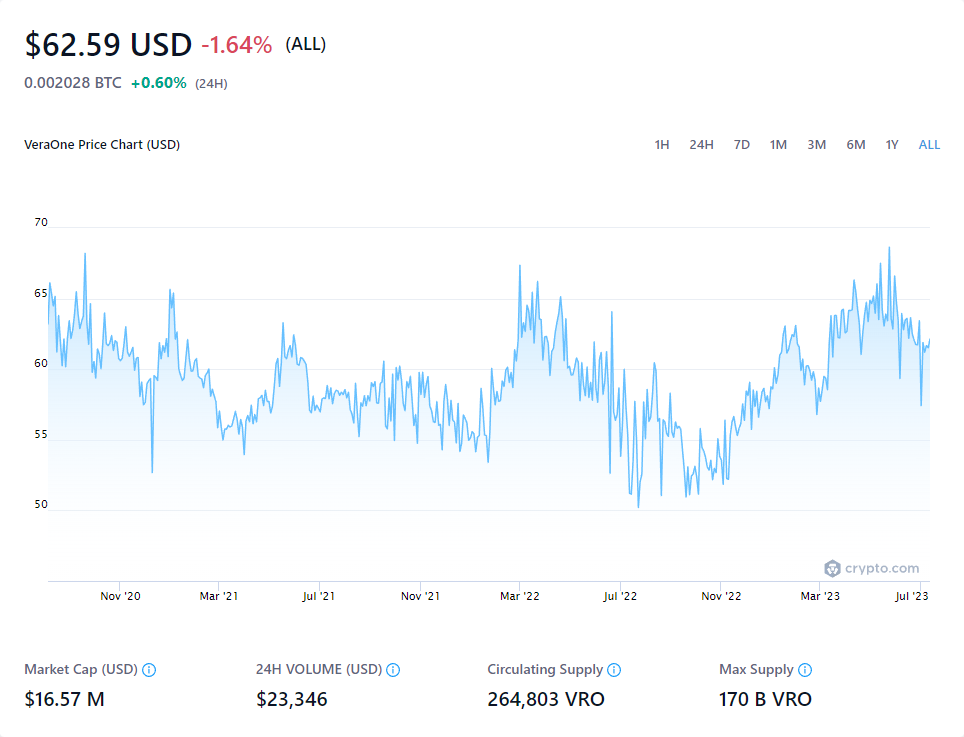 $62.59 USD -1.64% (ALL)
0.002028 BTC +0.60% (24H)
VeraOne Price Chart (USD) 1H 24H 7D 1M 3M 6M 1Y ALL
70
65
60
55
50
crypto.com
Nov '20 Mar '21 Jul '21 Nov '21 Mar '22 Jul '22 Nov '22 Mar '23 Jul '23
Market Cap (USD) 24H VOLUME (USD) Circulating Supply Max Supply
$16.57 M $23,346 264,803 VRO 170 B VRO